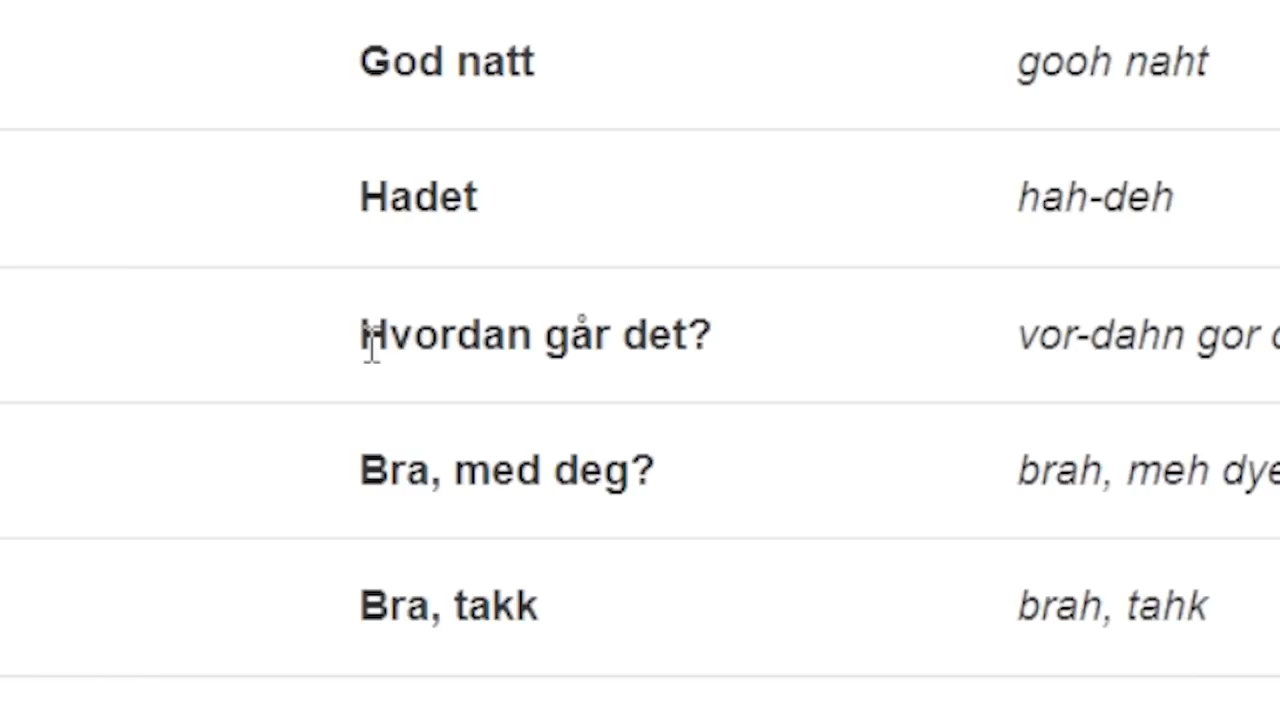 God natt gooh naht
Hadet hah-deh
Hvordan går det? vor-dahn gor
Bra, med deg? brah, meh dye
Bra, takk brah, tahk